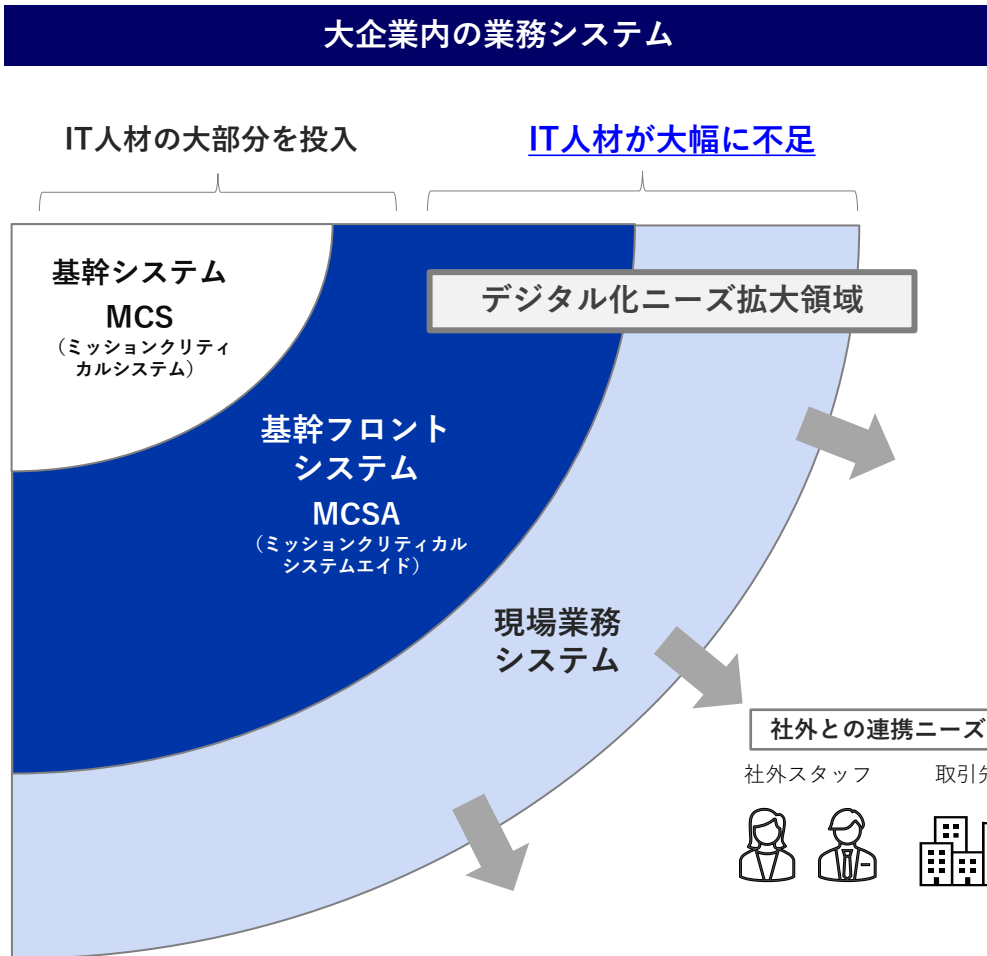 大企業内の業務システム
IT人材の大部分を投入
IT人材が大幅に不足
基幹システム
MCS
（ミッションクリティ
カルシステム）
デジタル化ニーズ拡大領域
基幹フロント
システム
MCSA
（ミッションクリティカル
システムエイド）
現場業務
システム
社外との連携ニーズ
社外スタッフ
取引